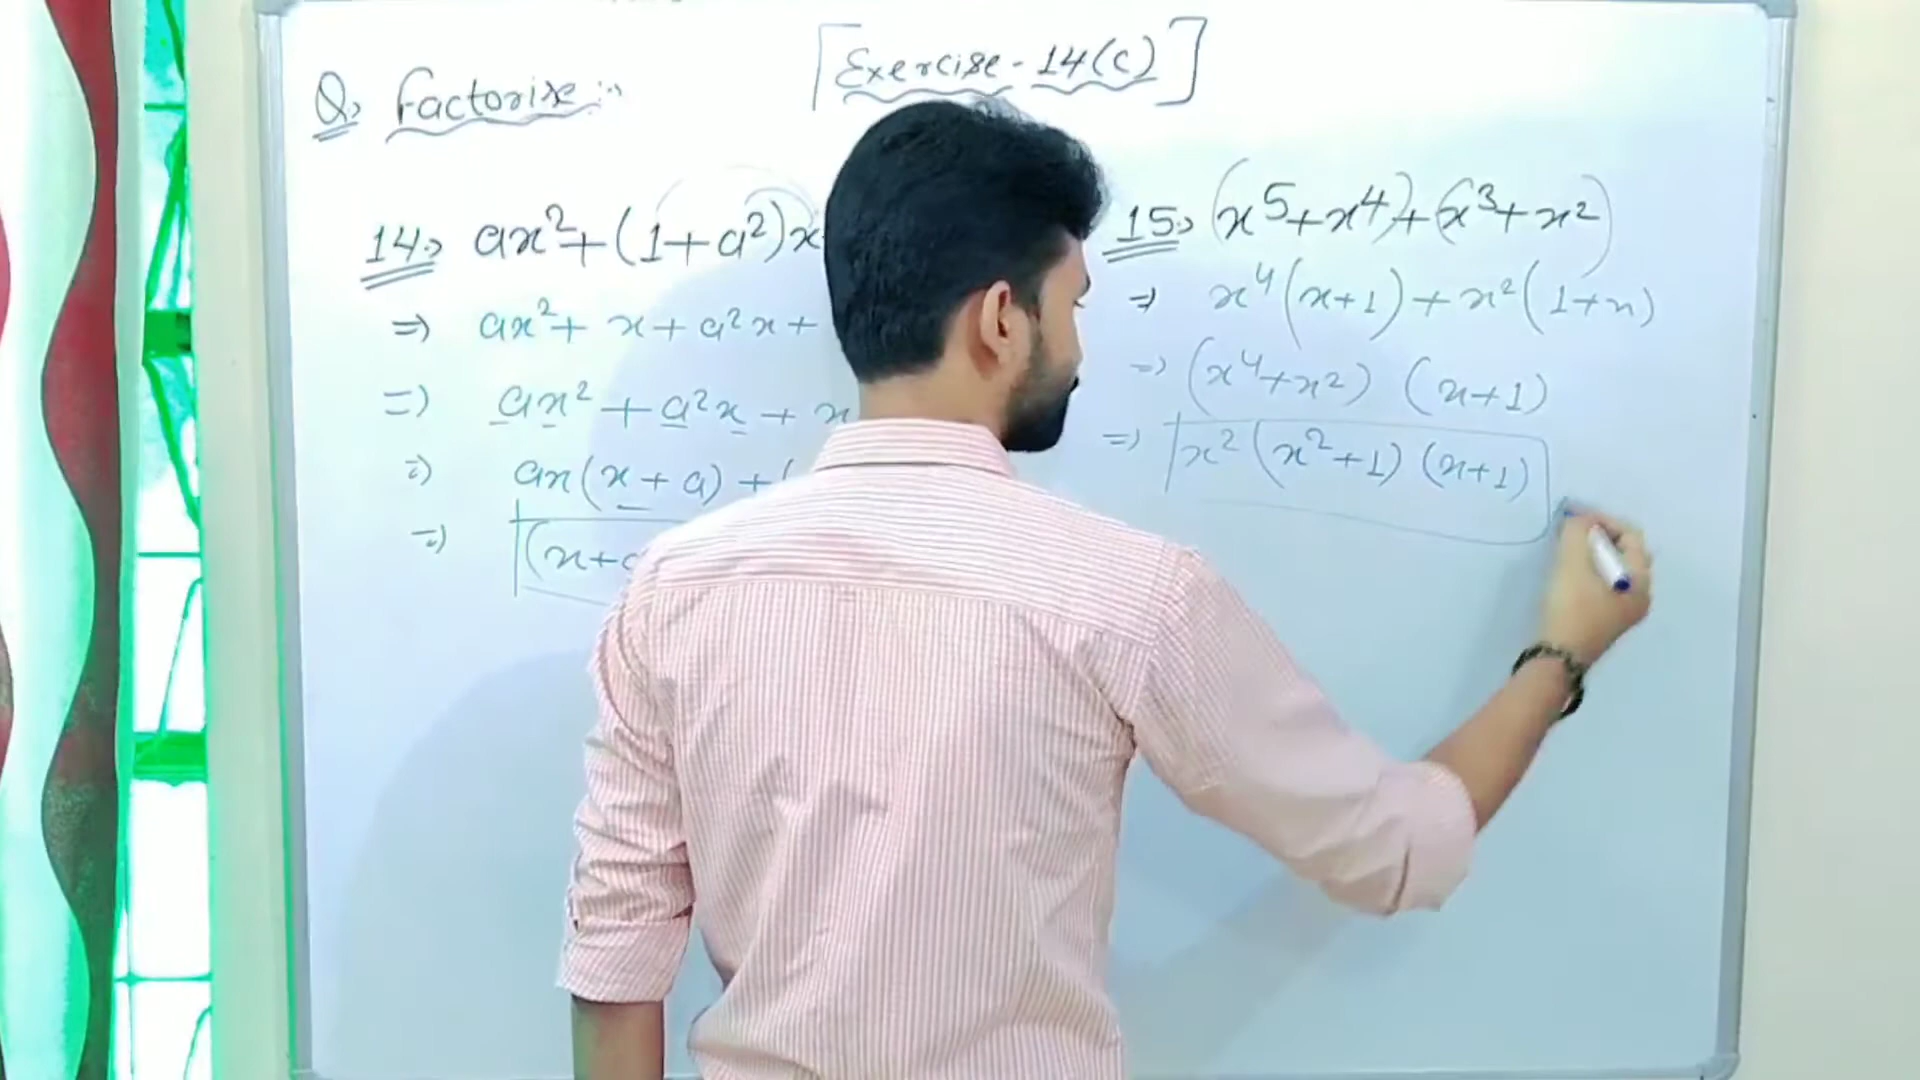 [Exercise-14(C)]
Q. Factorise :-
14. ax²+(1+a²)x
=) ax²+ x+a²x+
=) ax² + a²x + x
=) ax(x+a)+(
=) (x+a
15. (x⁵+x⁴)+(x³+x²)
=) x⁴(x+1)+x²(1+x)
=) (x⁴+x²) (x+1)
=) x²(x²+1)(x+1)